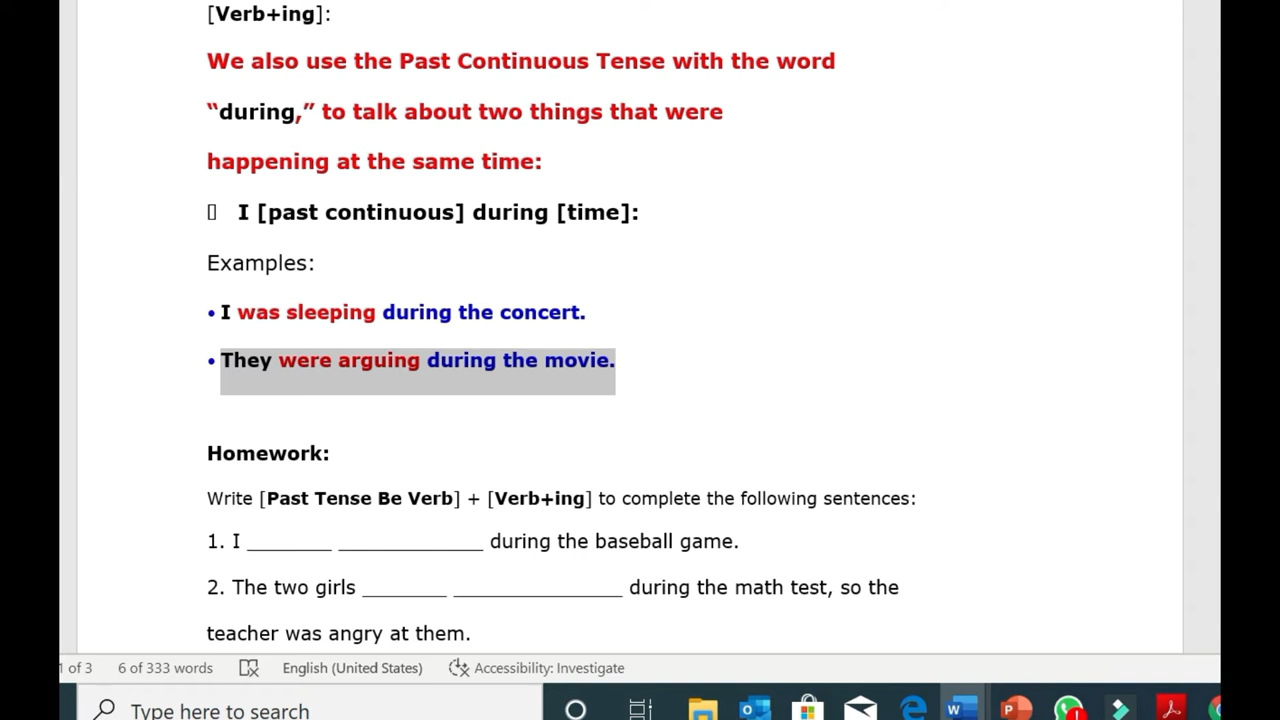 [Verb+ing]:
We also use the Past Continuous Tense with the word
“during,” to talk about two things that were
happening at the same time:
I [past continuous] during [time]:
Examples:
• I was sleeping during the concert.
• They were arguing during the movie.
Homework:
Write [Past Tense Be Verb] + [Verb+ing] to complete the following sentences:
1. I ________ ______________ during the baseball game.
2. The two girls ________ ________________ during the math test, so the
teacher was angry at them.
1 of 3 6 of 333 words English (United States) Accessibility: Investigate
Type here to search